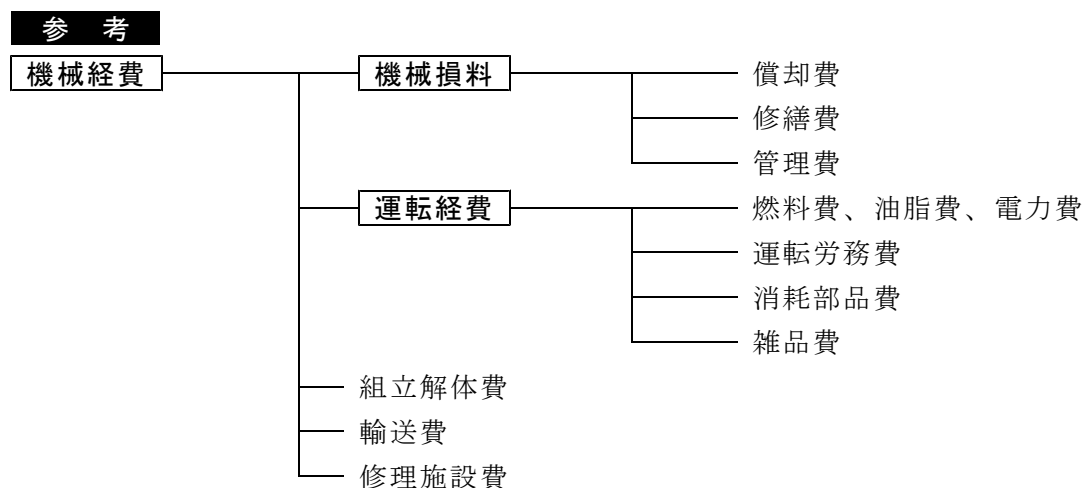 参 考
機械経費 機械損料 償却費
修繕費
管理費
運転経費 燃料費、油脂費、電力費
運転労務費
消耗部品費
雑品費
組立解体費
輸送費
修理施設費